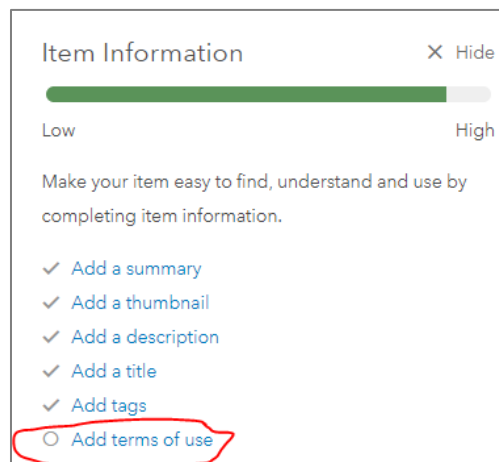 Item Information
Hide
Low
High
Make your item easy to find, understand and use by
completing item information.
Add a summary
Add a thumbnail
Add a description
Add a title
Add tags
Add terms of use